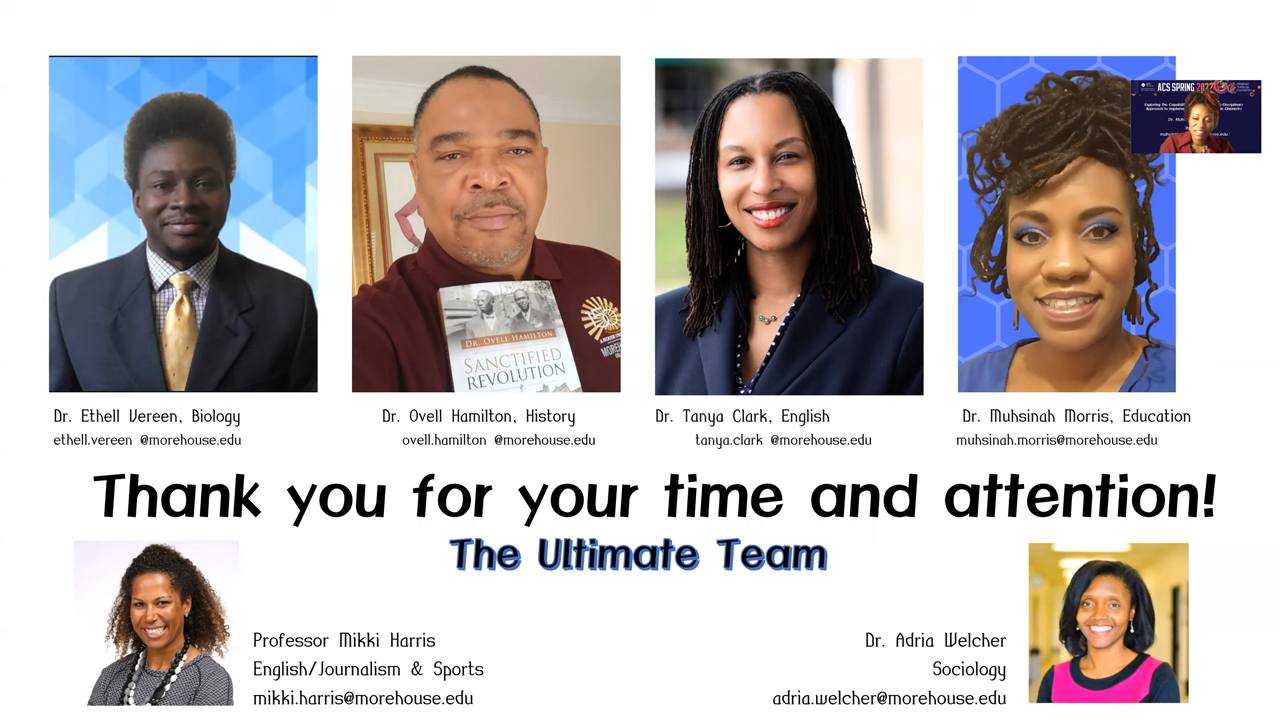 ACS SPRING 2022
Dr. OVELL HAMILTON
SANCTIFIED
REVOLUTION
Dr. Ethell Vereen, Biology
ethell.vereen @morehouse.edu
Dr. Ovell Hamilton, History
ovell.hamilton @morehouse.edu
Dr. Tanya Clark, English
tanya.clark @morehouse.edu
Dr. Muhsinah Morris, Education
muhsinah.morris@morehouse.edu
Thank you for your time and attention!
The Ultimate Team
Professor Mikki Harris
English/Journalism & Sports
mikki.harris@morehouse.edu
Dr. Adria Welcher
Sociology
adria.welcher@morehouse.edu